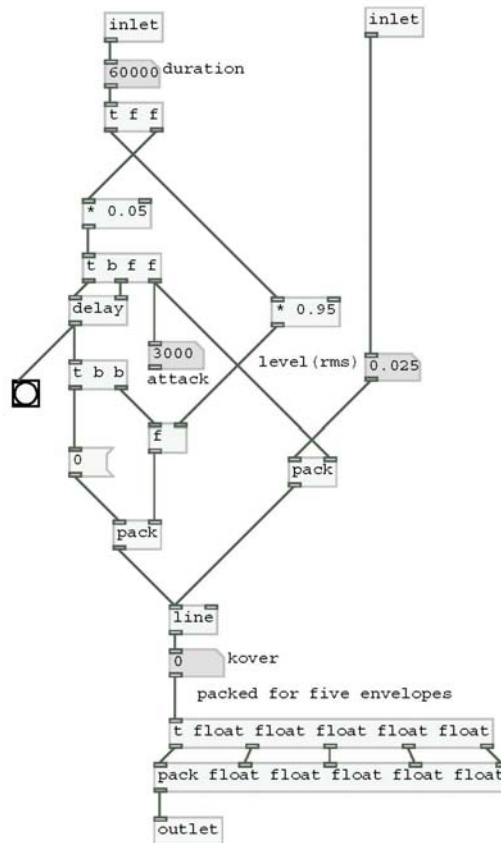 inlet
inlet
60000 duration
t f f
* 0.05
t b f f
delay
* 0.95
3000
level(rms)
0.025
t b b
attack
f
0
pack
pack
line
0 kover
packed for five envelopes
t float float float float float
pack float float float float float
outlet